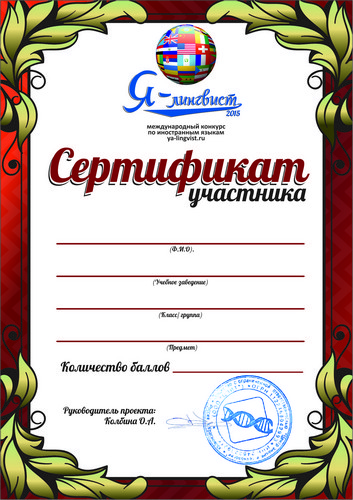 Я-лингвист
2015
международный конкурс
по иностранным языкам
ya-lingvist.ru
Сертификат
участника
(Ф.И.О).
(Учебное заведение)
(Класс/ группа)
(Предмет)
Количество баллов
Руководитель проекта:
Колбина О.А.